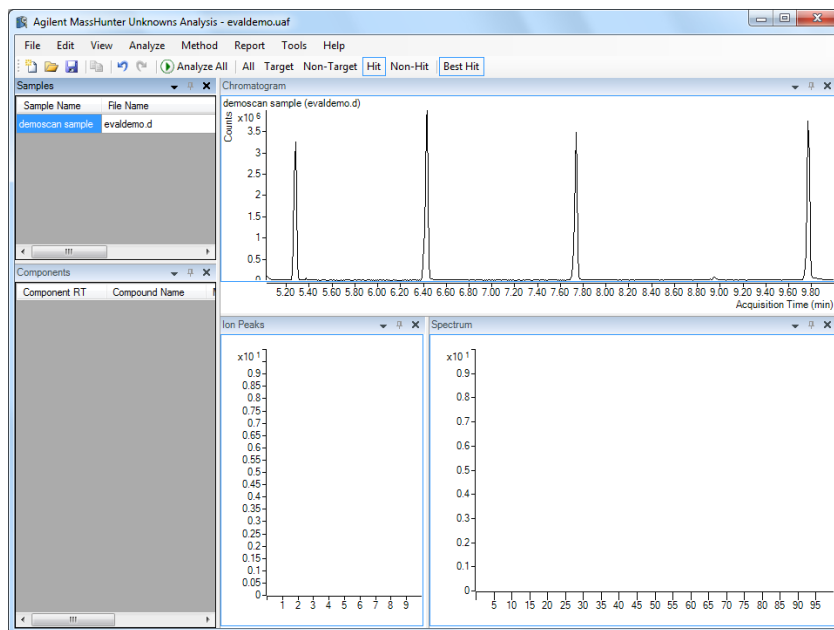 Agilent MassHunter Unknowns Analysis - evaldemo.uaf
File Edit View Analyze Method Report Tools Help
Analyze All All Target Non-Target Hit Non-Hit Best Hit
Samples
Sample Name File Name
demoscan sample evaldemo.d
Chromatogram
demoscan sample (evaldemo.d)
Counts
x10 6
3.5
3
2.5
2
1.5
1
0.5
0
5.20 5.40 5.60 5.80 6.00 6.20 6.40 6.60 6.80 7.00 7.20 7.40 7.60 7.80 8.00 8.20 8.40 8.60 8.80 9.00 9.20 9.40 9.60 9.80
Acquisition Time (min)
Components
Component RT Compound Name
Ion Peaks
x10 1
0.9
0.85
0.8
0.75
0.7
0.65
0.6
0.55
0.5
0.45
0.4
0.35
0.3
0.25
0.2
0.15
0.1
0.05
0
1 2 3 4 5 6 7 8 9
Spectrum
x10 1
0.9
0.8
0.7
0.6
0.5
0.4
0.3
0.2
0.1
0
5 10 15 20 25 30 35 40 45 50 55 60 65 70 75 80 85 90 95